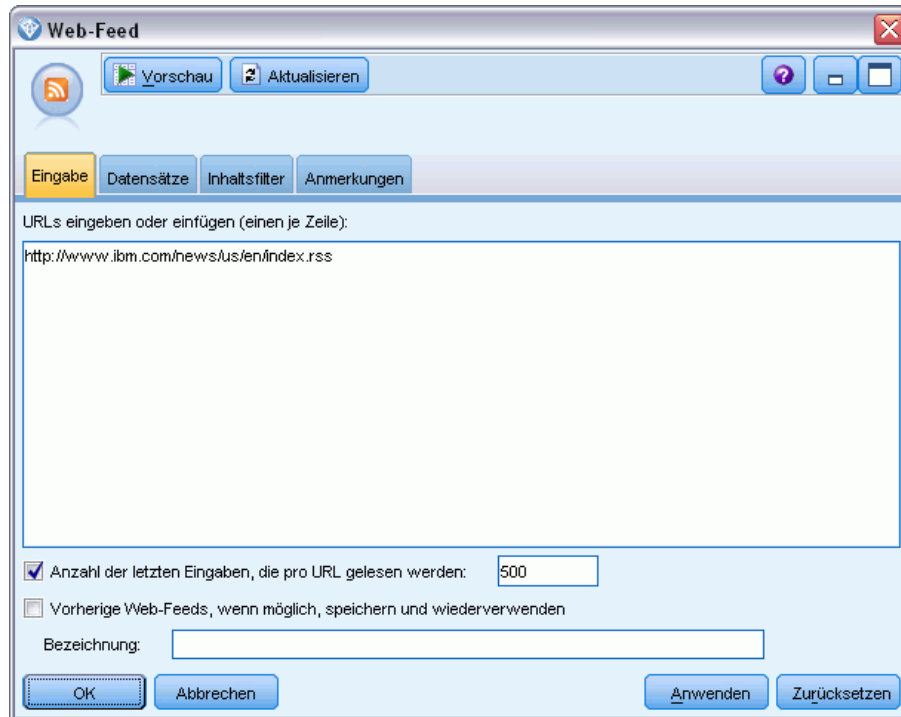 Web-Feed
Vorschau
Aktualisieren
?
Eingabe
Datensätze
Inhaltsfilter
Anmerkungen
URLs eingeben oder einfügen (einen je Zeile):
http://www.ibm.com/news/us/en/index.rss
Anzahl der letzten Eingaben, die pro URL gelesen werden: 500
Vorherige Web-Feeds, wenn möglich, speichern und wiederverwenden
Bezeichnung:
OK
Abbrechen
Anwenden
Zurücksetzen